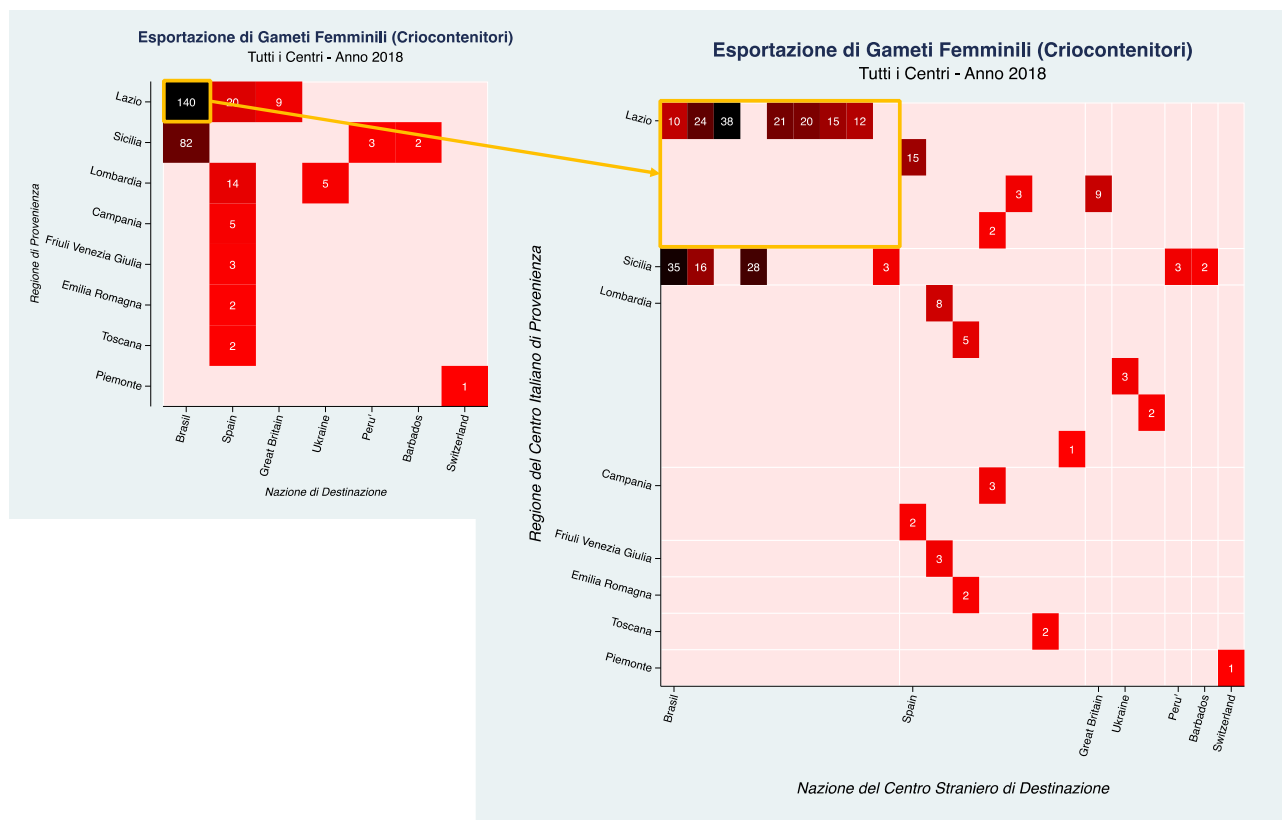 Esportazione di Gameti Femminili (Criocontenitori)
Tutti i Centri - Anno 2018
Regione di Provenienza
Lazio 140 20 9
Sicilia 82 3 2
Lombardia 14 5
Campania 5
Friuli Venezia Giulia 3
Emilia Romagna 2
Toscana 2
Piemonte 1
Brasil Spain Great Britain Ukraine Peru' Barbados Switzerland
Nazione di Destinazione
Esportazione di Gameti Femminili (Criocontenitori)
Tutti i Centri - Anno 2018
Regione del Centro Italiano di Provenienza
Lazio 10 24 38 21 20 15 12
15
3 9
2
Sicilia 35 16 28 3 3 2
Lombardia 8
5
3
2
1
Campania 3
2
Friuli Venezia Giulia 3
Emilia Romagna 2
Toscana 2
Piemonte 1
Brasil Spain Great Britain Ukraine Peru' Barbados Switzerland
Nazione del Centro Straniero di Destinazione